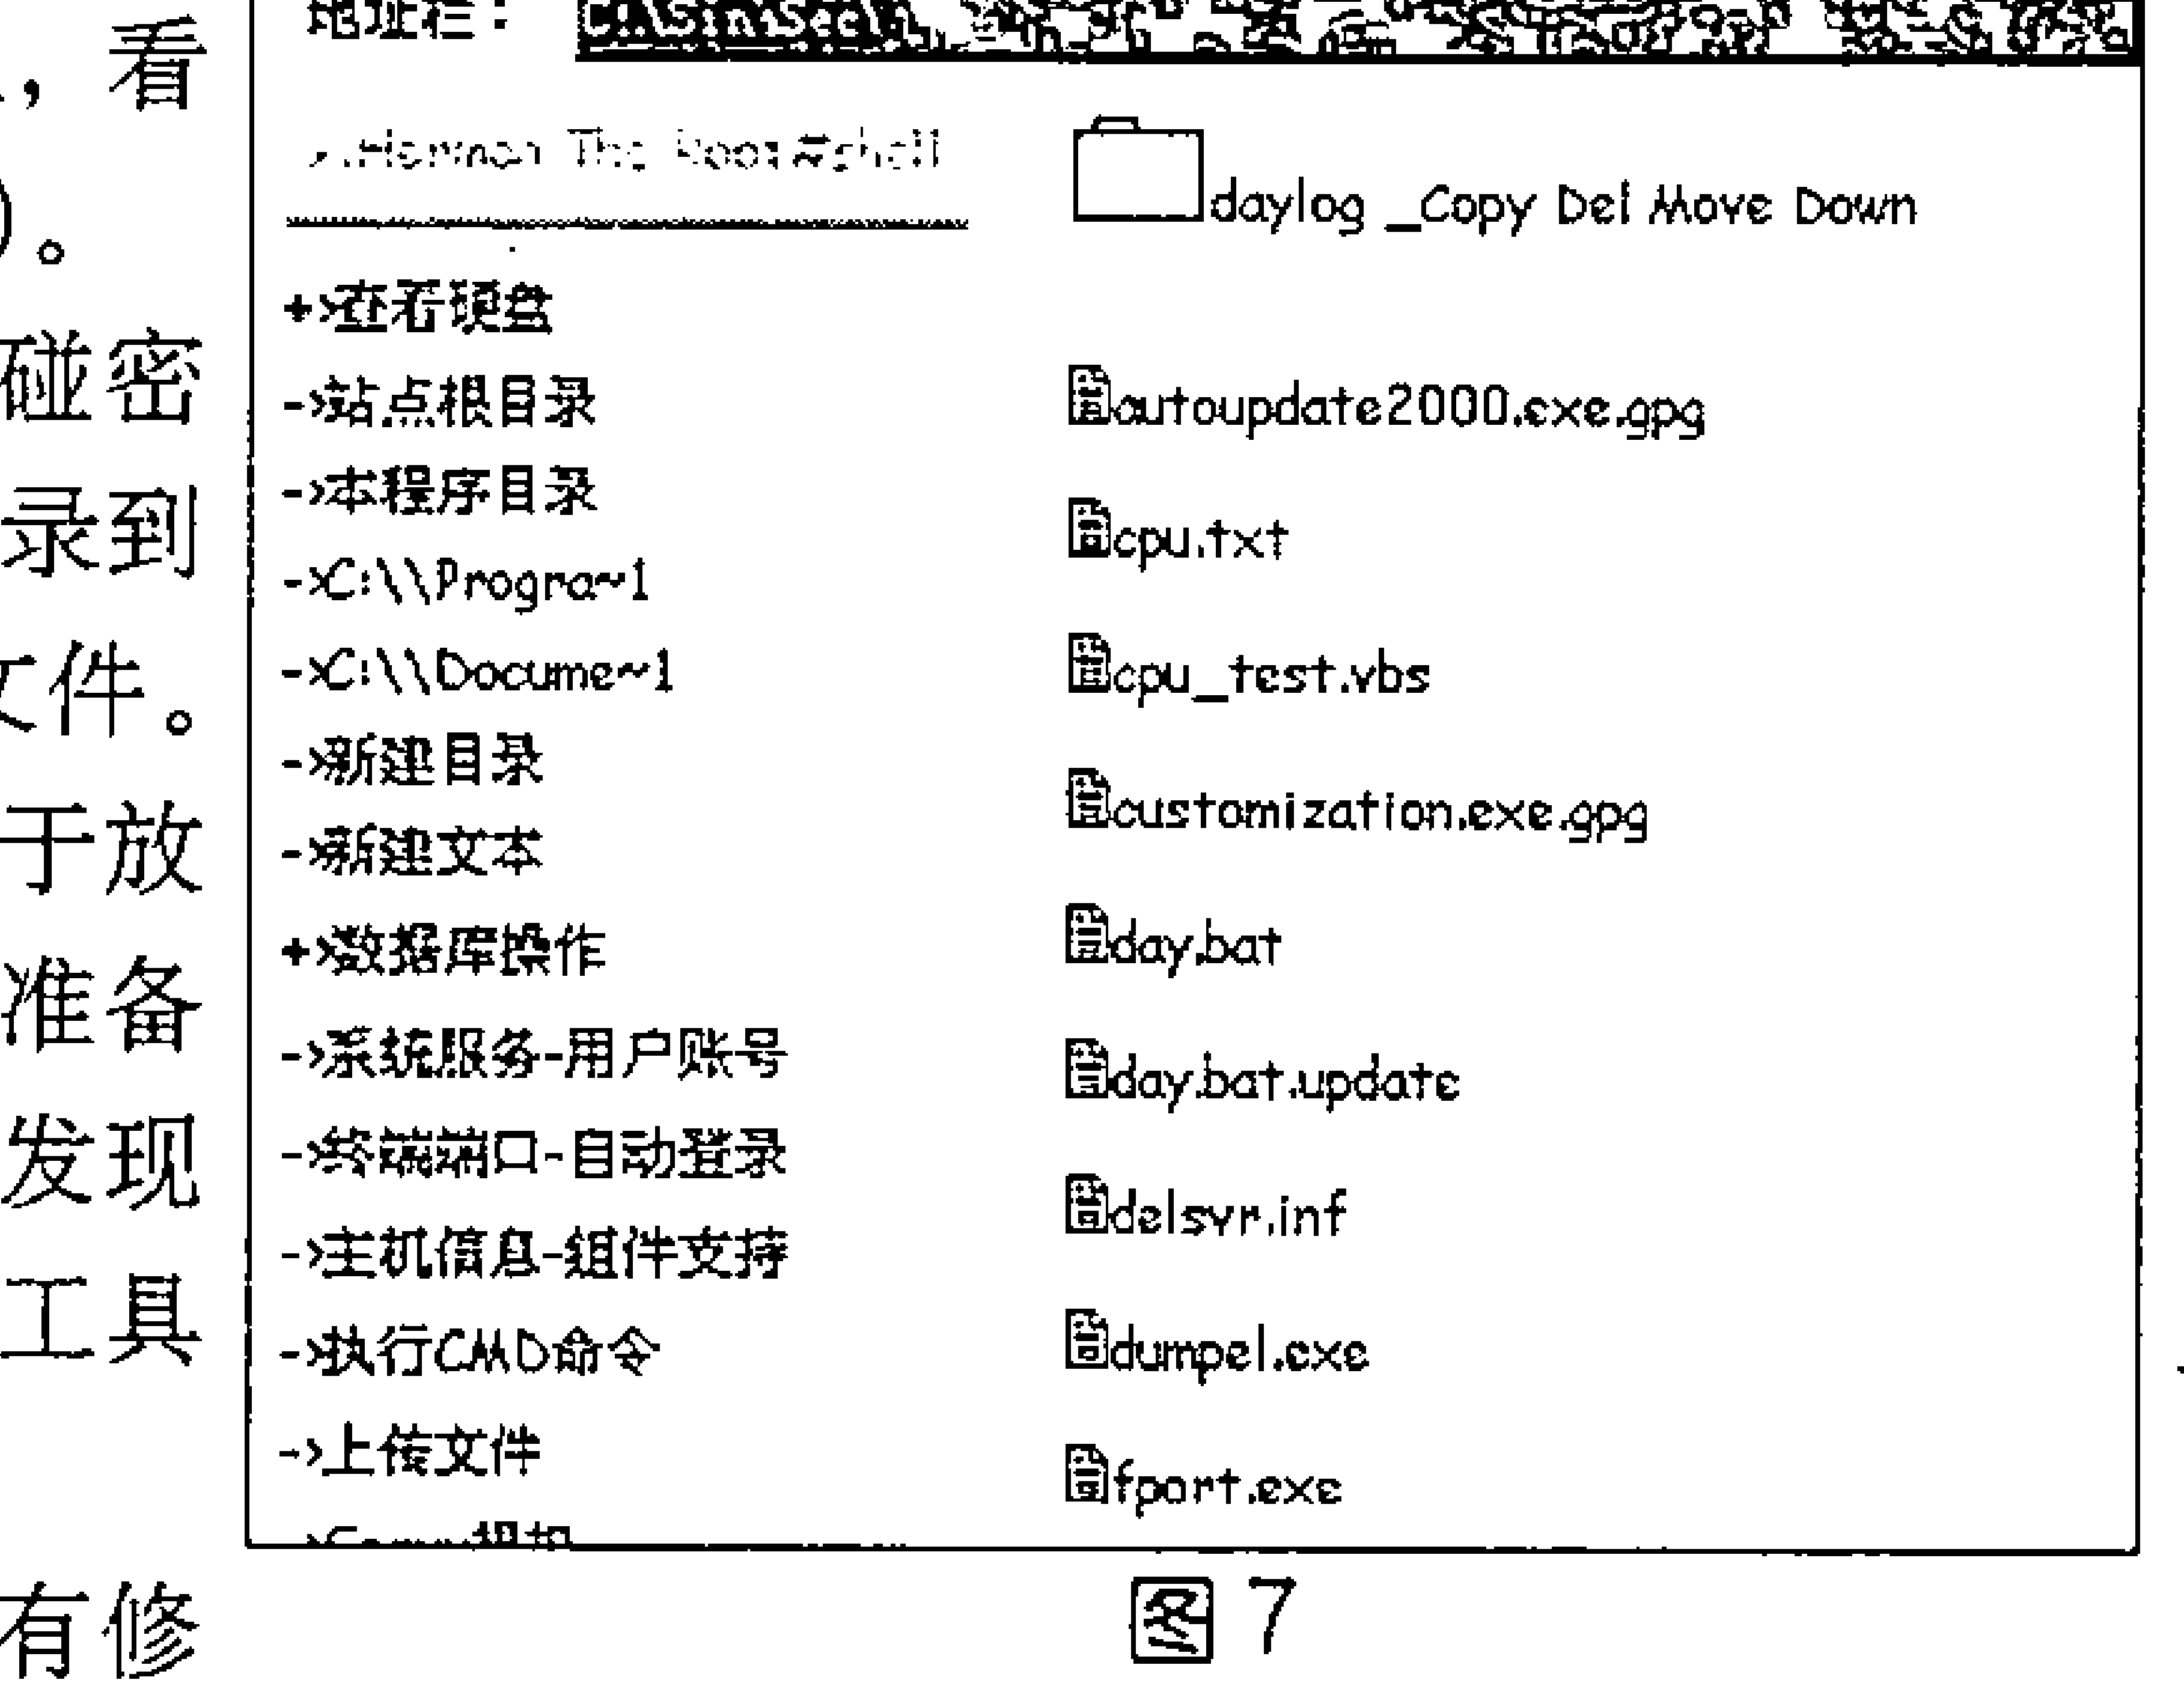 ，看
）。
碰密
录到
文件。
于放
准备
发现
工具
有修
地址栏：
+>查看硬盘
->站点根目录
->本程序目录
->C:\\Progra~1
->C:\\Docume~1
->新建目录
->新建文本
+>数据库操作
->系统服务-用户账号
->终端端口-自动登录
->主机信息-组件支持
->执行CMD命令
->上传文件
daylog _Copy Del Move Down
autoupdate2000.exe.gpg
cpu.txt
cpu_test.vbs
customization.exe.gpg
day.bat
day.bat.update
delsvr.inf
dumpel.exe
fport.exe
图 7